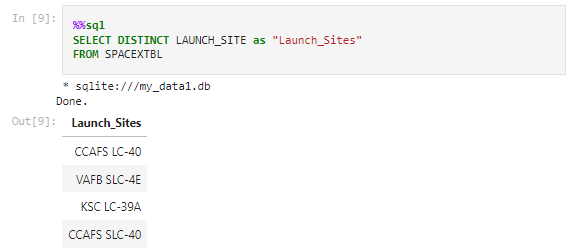 In [9]:
%%sql
SELECT DISTINCT LAUNCH_SITE as "Launch_Sites"
FROM SPACEXTBL
* sqlite:///my_data1.db
Done.
Out[9]:
Launch_Sites
CCAFS LC-40
VAFB SLC-4E
KSC LC-39A
CCAFS SLC-40